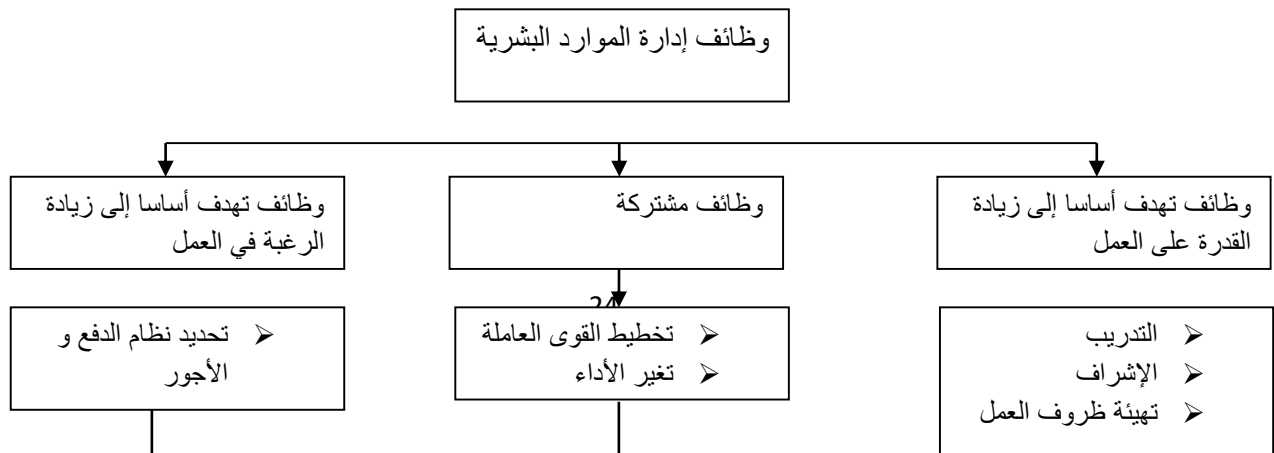 وظائف إدارة الموارد البشرية
وظائف تهدف أساسا إلى زيادة
القدرة على العمل
وظائف مشتركة
وظائف تهدف أساسا إلى زيادة
الرغبة في العمل
24
التدريب
الإشراف
تهيئة ظروف العمل
تخطيط القوى العاملة
تغير الأداء
تحديد نظام الدفع و
الأجور